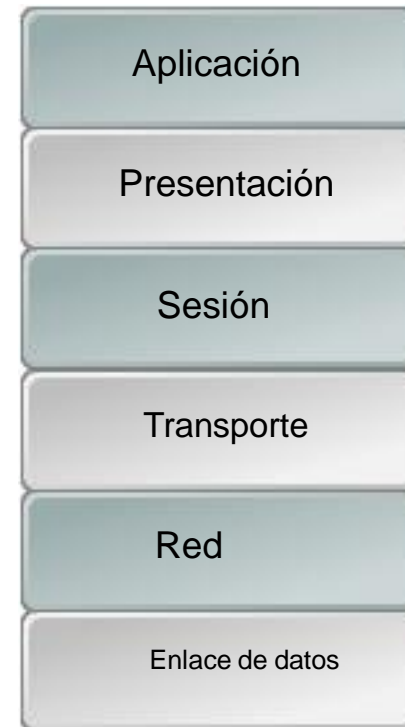 Aplicación
Presentación
Sesión
Transporte
Red
Enlace de datos